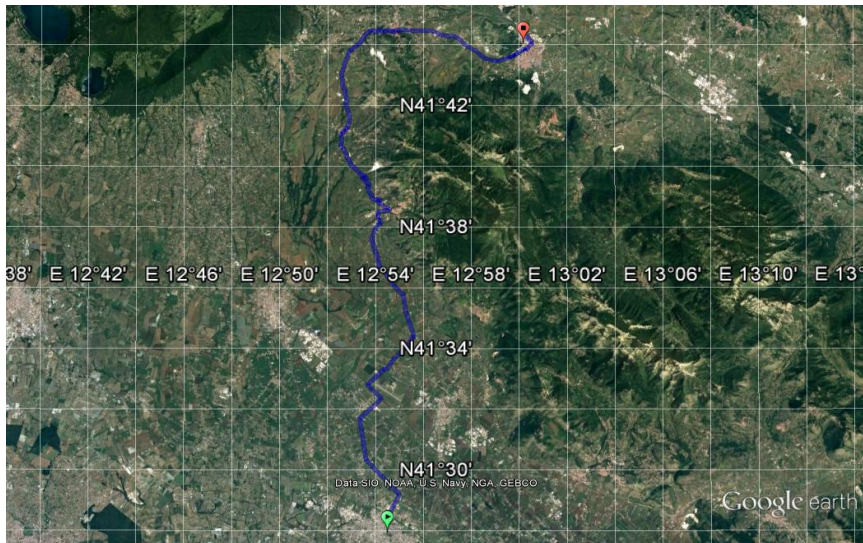 N41°42'
N41°38'
38' E 12°42' E 12°46' E 12°50' E 12°54' E 12°58' E 13°02' E 13°06' E 13°10' E 13°
N41°34'
N41°30'
Data SIO, NOAA, U.S. Navy, NGA, GEBCO
Google earth